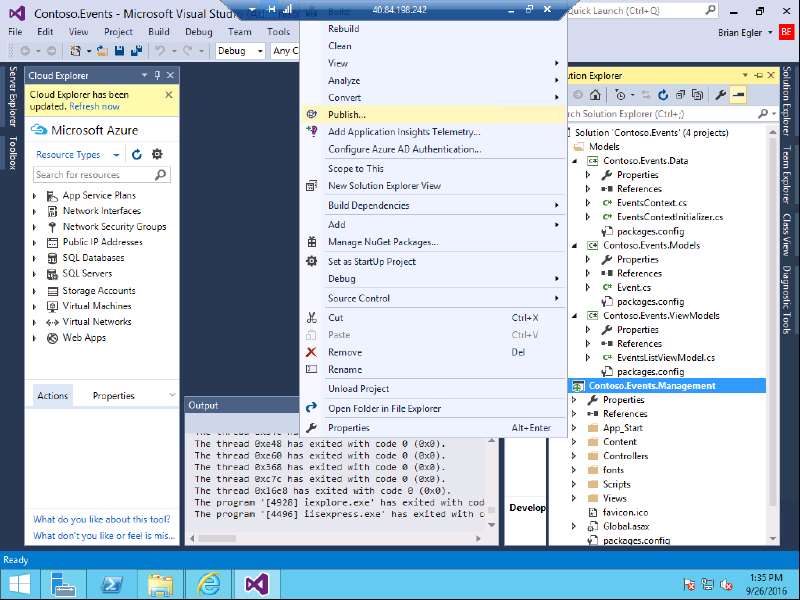 Contoso.Events - Microsoft Visual Stu
40.84.198.242
Quick Launch (Ctrl+Q)
File Edit View Project Build Debug Team Tools
Brian Egler
BE
Debug
Any C
Server Explorer
Toolbox
Cloud Explorer
Cloud Explorer has been
updated. Refresh now
Microsoft Azure
Resource Types
Search for resources
App Service Plans
Network Interfaces
Network Security Groups
Public IP Addresses
SQL Databases
SQL Servers
Storage Accounts
Virtual Machines
Virtual Networks
Web Apps
Actions Properties
What do you like about this tool?
What don't you like or feel is mis...
Rebuild
Clean
View
Analyze
Convert
Publish...
Add Application Insights Telemetry...
Configure Azure AD Authentication...
Scope to This
New Solution Explorer View
Build Dependencies
Add
Manage NuGet Packages...
Set as StartUp Project
Debug
Source Control
Cut Ctrl+X
Paste Ctrl+V
Remove Del
Rename
Unload Project
Open Folder in File Explorer
Properties Alt+Enter
Output
The thread 0xe48 has exited with code 0 (0x0).
The thread 0xe60 has exited with code 0 (0x0).
The thread 0x368 has exited with code 0 (0x0).
The thread 0xc7c has exited with code 0 (0x0).
The thread 0x16e8 has exited with code 0 (0x0).
The program '[4928] iexplore.exe' has exited with cod
The program '[4496] iisexpress.exe' has exited with c
Develop
ution Explorer
rch Solution Explorer (Ctrl+;)
Solution 'Contoso.Events' (4 projects)
Models
Contoso.Events.Data
Properties
References
EventsContext.cs
EventsContextInitializer.cs
packages.config
Contoso.Events.Models
Properties
References
Event.cs
packages.config
Contoso.Events.ViewModels
Properties
References
EventsListViewModel.cs
packages.config
Contoso.Events.Management
Properties
References
App_Start
Content
Controllers
fonts
Scripts
Views
favicon.ico
Global.asax
packages.config
Solution Explorer
Team Explorer
Class View
Diagnostic Tools
Ready
1:35 PM
9/26/2016